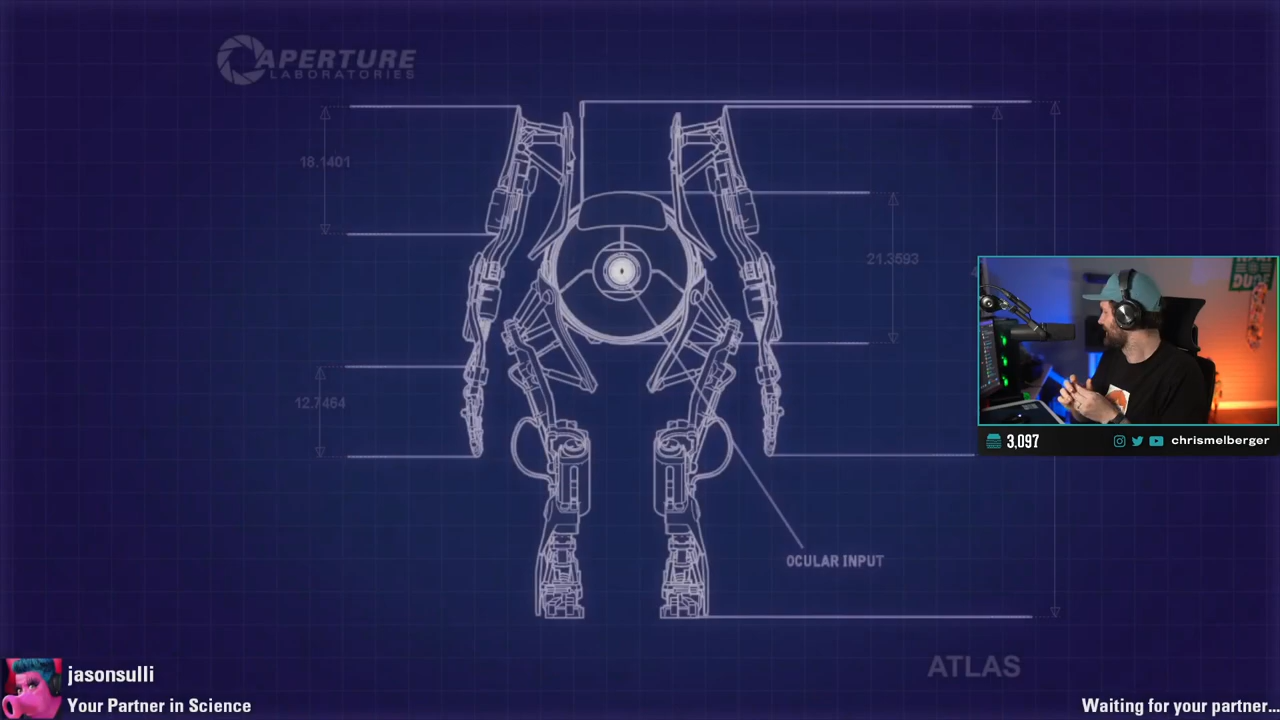 APERTURE
LABORATORIES
18.1401
21.3593
12.7464
3,097
chrismelberger
OCULAR INPUT
ATLAS
jasonsulli
Your Partner in Science
Waiting for your partner...